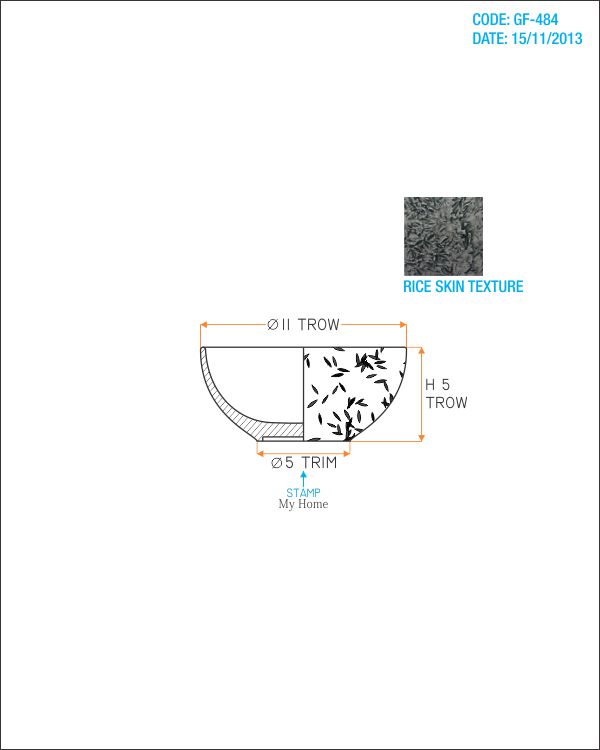 CODE: GF-484
DATE: 15/11/2013
RICE SKIN TEXTURE
Ø11 TROW
H 5
TROW
Ø5 TRIM
STAMP
My Home